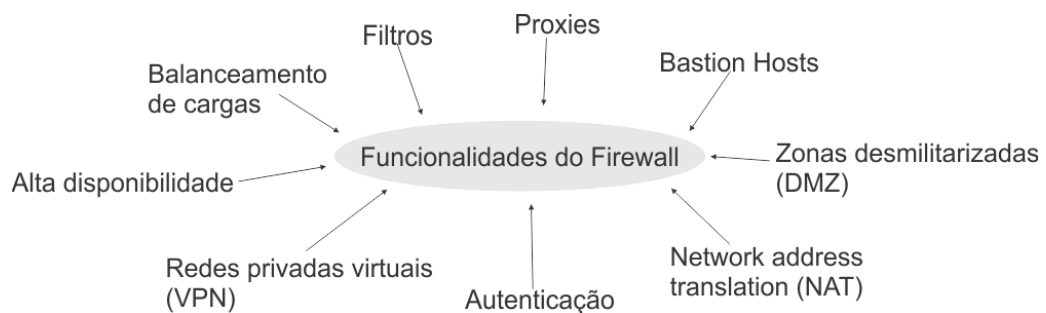 Filtros
Proxies
Balanceamento
de cargas
Bastion Hosts
Funcionalidades do Firewall
Zonas desmilitarizadas
(DMZ)
Alta disponibilidade
Redes privadas virtuais
(VPN)
Autenticação
Network address
translation (NAT)